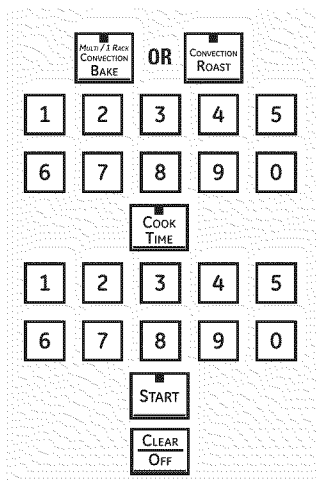 Multi / 1 Rack
Convection
Bake
OR
Convection
Roast
1 2 3 4 5
6 7 8 9 0
Cook
Time
1 2 3 4 5
6 7 8 9 0
Start
Clear
Off